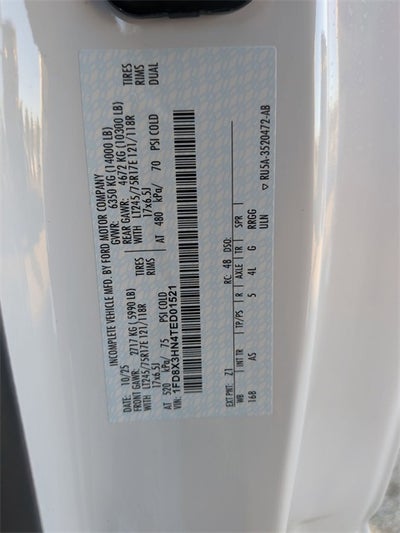 INCOMPLETE VEHICLE MFD. BY FORD MOTOR COMPANY
DATE: 10/25 GVWR: 6350 KG (14000 LB)
FRONT GAWR: 2717 KG (5990 LB) REAR GAWR: 4672 KG (10300 LB)
WITH LT245/75R17E 121/118R TIRES WITH LT245/75R17E 121/118R TIRES
17x6.5J RIMS 17x6.5J RIMS
AT 520 kPa/ 75 PSI COLD AT 480 kPa/ 70 PSI COLD DUAL
VIN: 1FD8X3HN4TED01521
EXT PNT: Z1 RC: 48 DSO:
WB INT TR TP/PS R AXLE TR SPR
168 AS 5 4L G RRGG
ULN
▽ RU5A-3520472-AB